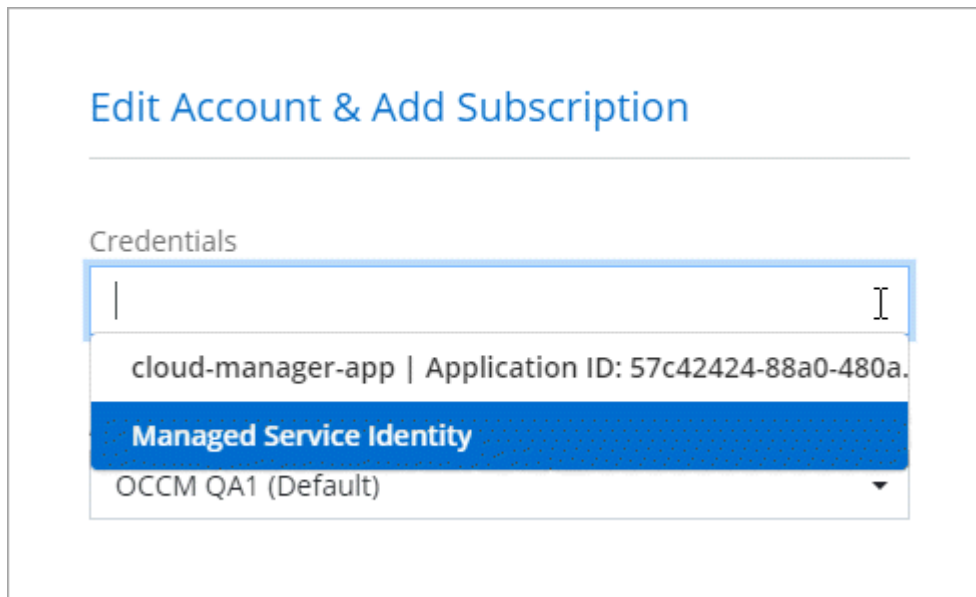 Edit Account & Add Subscription
Credentials
cloud-manager-app | Application ID: 57c42424-88a0-480a.
Managed Service Identity
OCCM QA1 (Default)